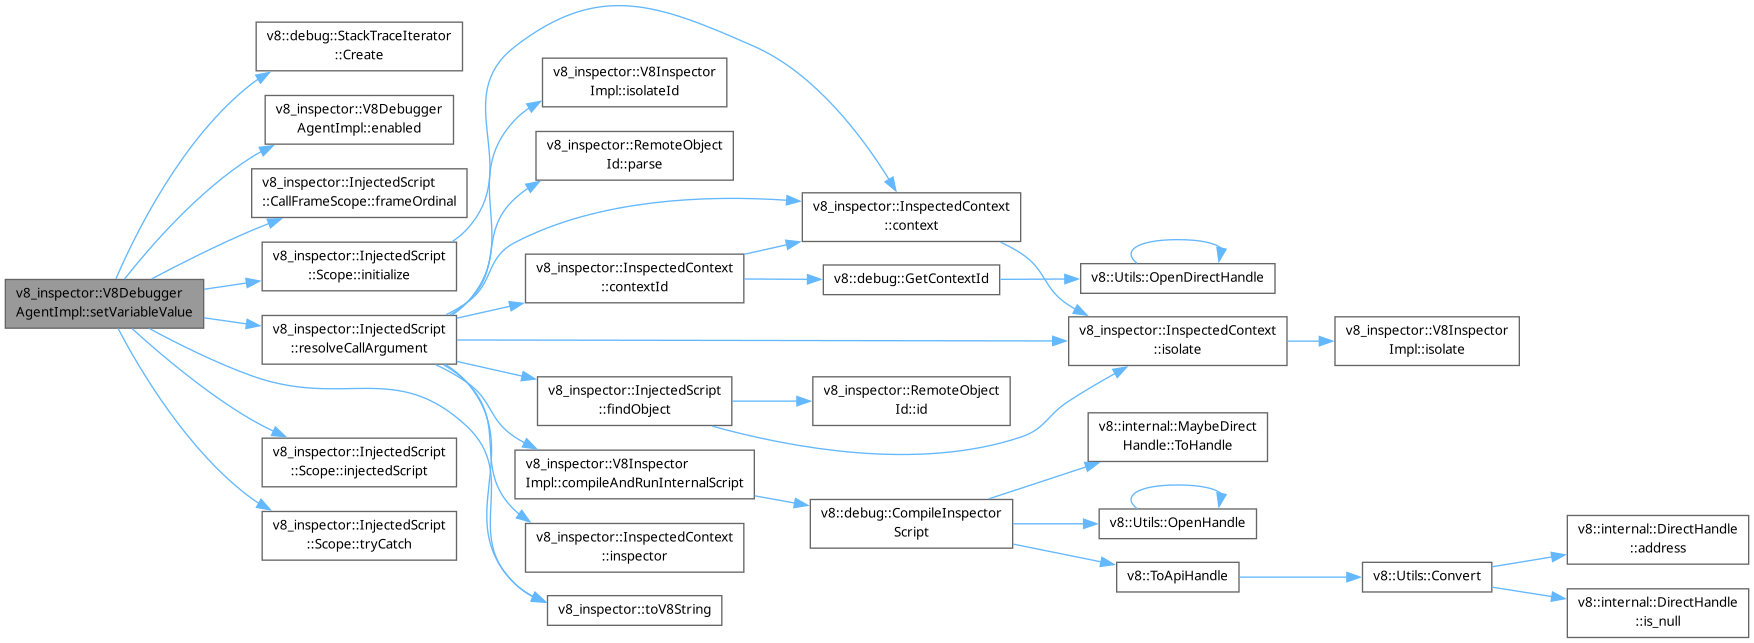 v8_inspector::V8Debugger
AgentImpl::setVariableValue
v8::debug::StackTraceIterator
::Create
v8_inspector::V8Debugger
AgentImpl::enabled
v8_inspector::InjectedScript
::CallFrameScope::frameOrdinal
v8_inspector::InjectedScript
::Scope::initialize
v8_inspector::InjectedScript
::resolveCallArgument
v8_inspector::InjectedScript
::Scope::injectedScript
v8_inspector::InjectedScript
::Scope::tryCatch
v8_inspector::V8Inspector
Impl::isolateId
v8_inspector::RemoteObject
Id::parse
v8_inspector::InspectedContext
::contextId
v8_inspector::InjectedScript
::findObject
v8_inspector::V8Inspector
Impl::compileAndRunInternalScript
v8_inspector::InspectedContext
::inspector
v8_inspector::toV8String
v8_inspector::InspectedContext
::context
v8::debug::GetContextId
v8_inspector::RemoteObject
Id::id
v8::debug::CompileInspector
Script
v8::Utils::OpenDirectHandle
v8_inspector::InspectedContext
::isolate
v8::internal::MaybeDirect
Handle::ToHandle
v8::Utils::OpenHandle
v8::ToApiHandle
v8_inspector::V8Inspector
Impl::isolate
v8::Utils::Convert
v8::internal::DirectHandle
::address
v8::internal::DirectHandle
::is_null